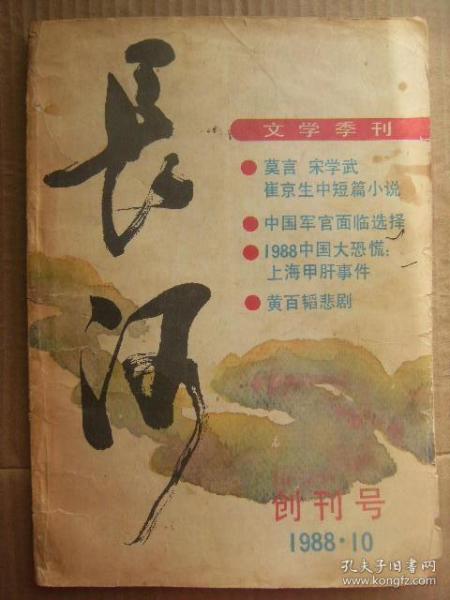 長河
文学季刊
● 莫言 宋学武
崔京生中短篇小说
● 中国军官面临选择
● 1988中国大恐慌：
上海甲肝事件
● 黄百韬悲剧
创刊号
1988·10
孔夫子旧书网
www.kongfz.com